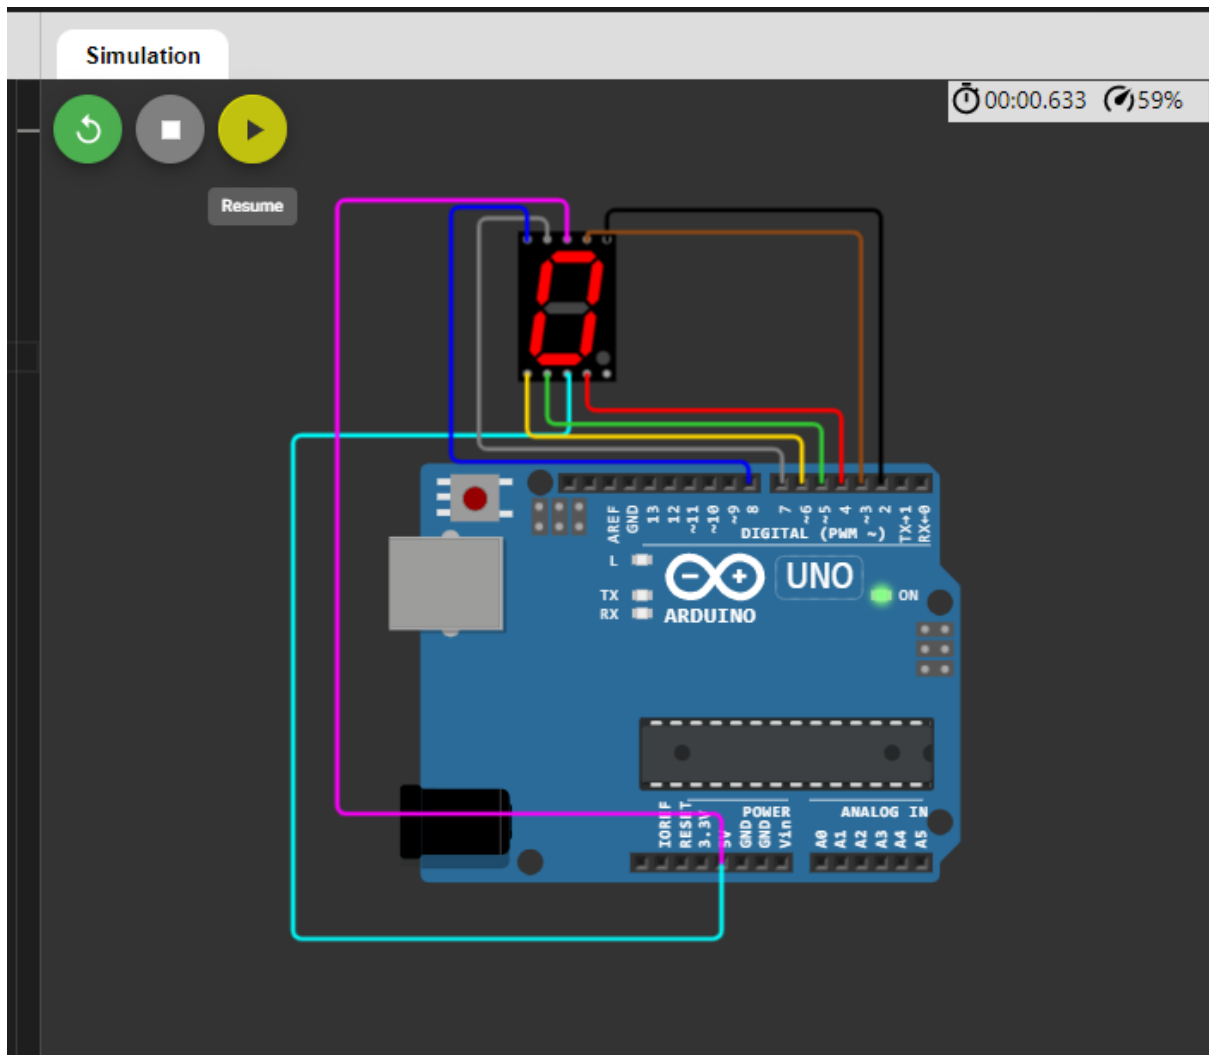 Simulation
00:00.633 59%
Resume
AREF
GND
13
12
~11
~10
~9
8
7
~6
~5
4
~3
2
TX→1
RX←0
DIGITAL (PWM ~)
L
TX
RX
UNO
ARDUINO
ON
IOREF
RESET
3.3V
5V
GND
GND
Vin
POWER
ANALOG IN
A0
A1
A2
A3
A4
A5